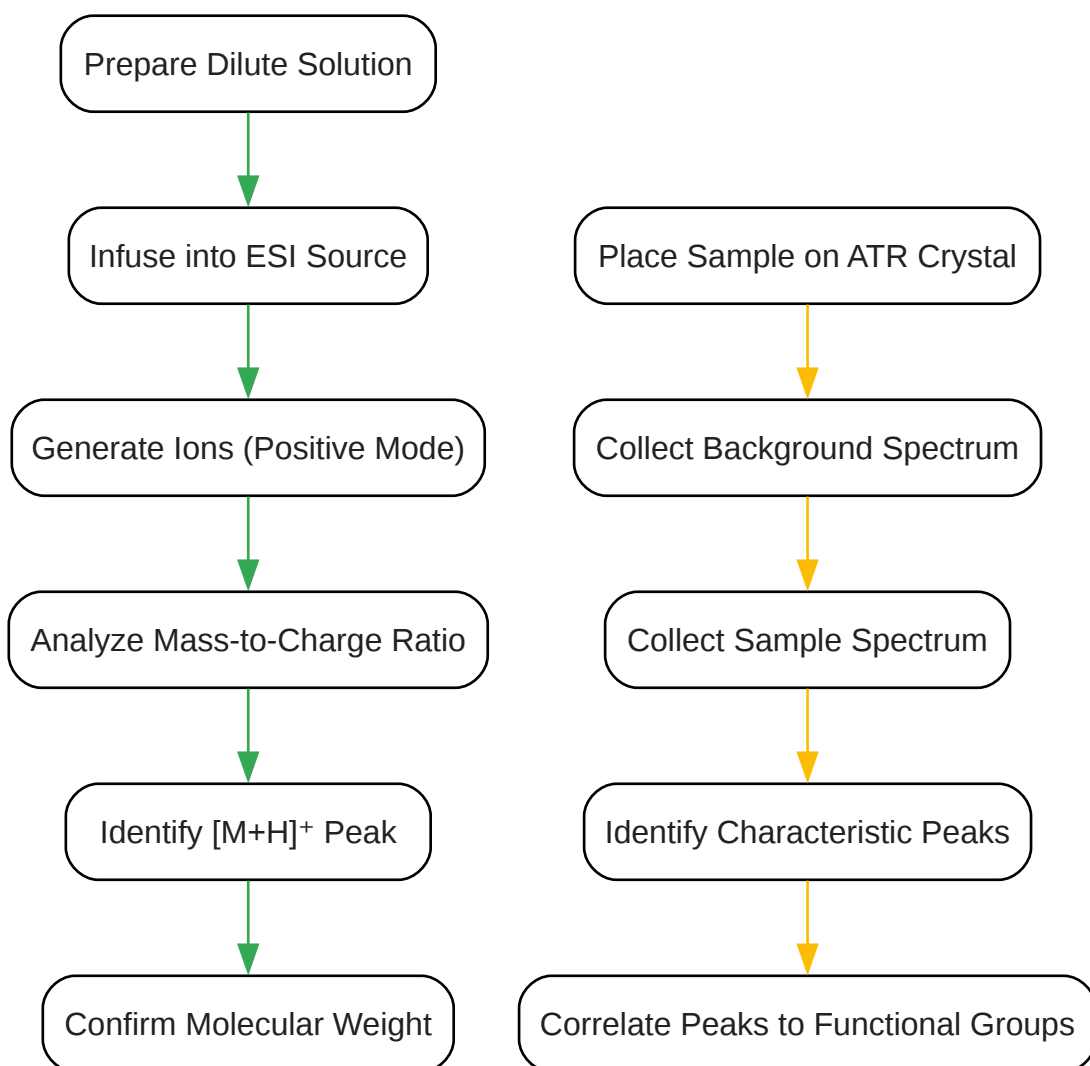 Prepare Dilute Solution
Infuse into ESI Source
Generate Ions (Positive Mode)
Analyze Mass-to-Charge Ratio
Identify [M+H]⁺ Peak
Confirm Molecular Weight
Place Sample on ATR Crystal
Collect Background Spectrum
Collect Sample Spectrum
Identify Characteristic Peaks
Correlate Peaks to Functional Groups